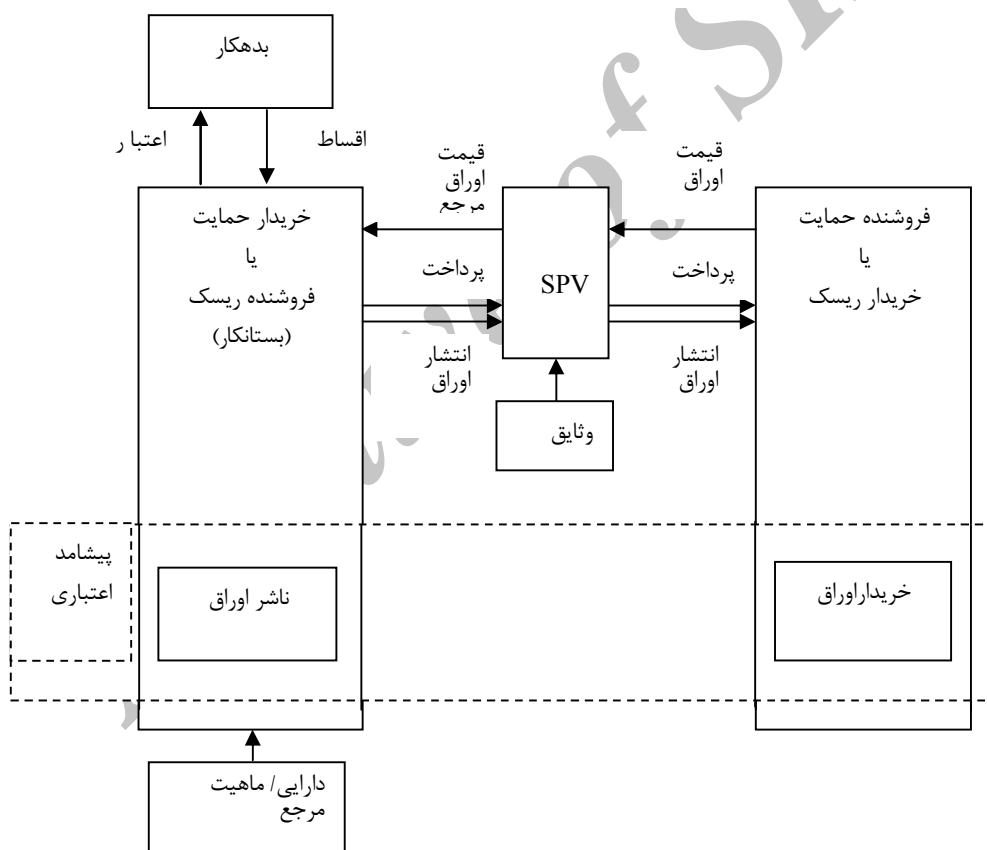 بدهکار
اعتبا ر
اقساط
قیمت
اوراق
مرجع
قیمت
اوراق
خریدار حمایت
یا
فروشنده ریسک
(بستانکار)
پرداخت
SPV
پرداخت
فروشنده حمایت
یا
خریدار ریسک
انتشار
اوراق
انتشار
اوراق
وثایق
پیشامد
اعتباری
ناشر اوراق
خریداراوراق
دارایی/ ماهیت
مرجع